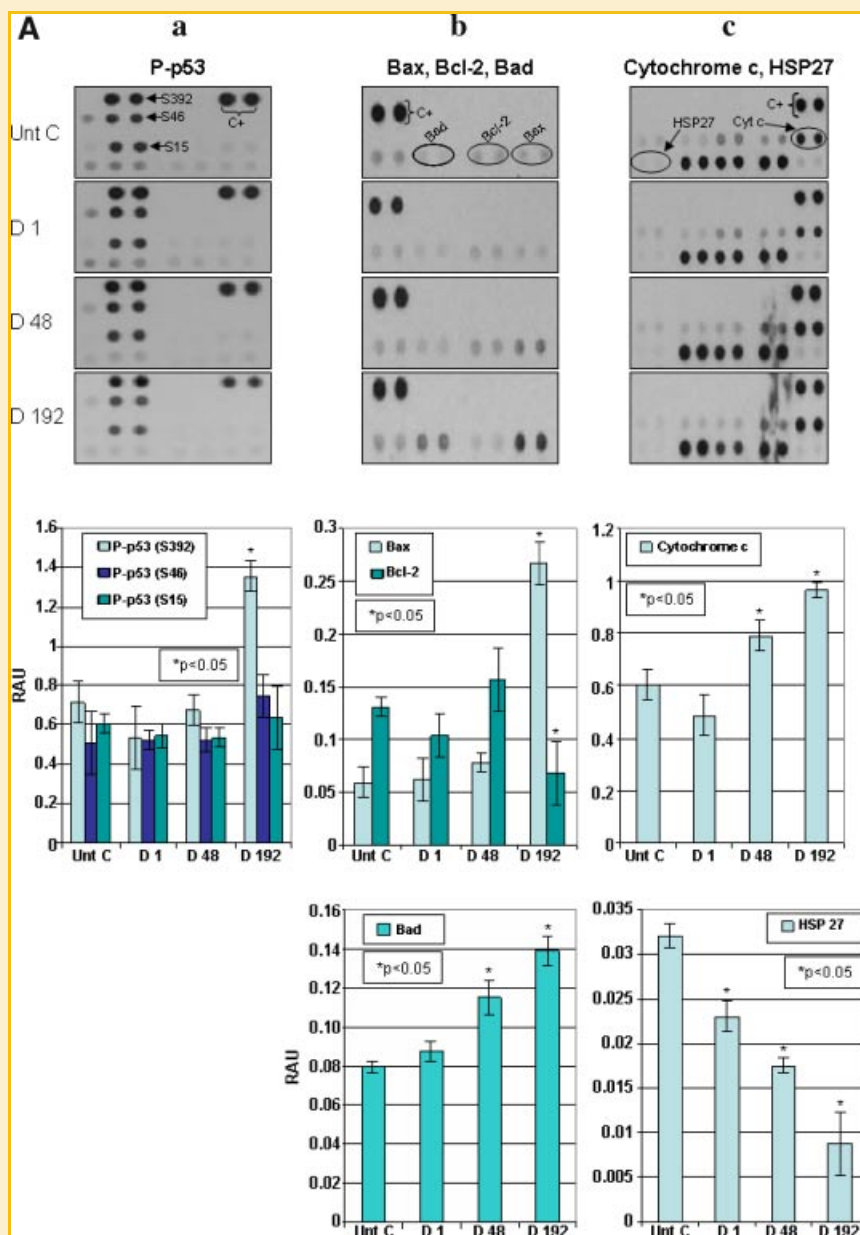 A
a b c
P-p53 Bax, Bcl-2, Bad Cytochrome c, HSP27
Unt C
S392
S46
S15
C+
C+
Bad
Bcl-2
Bax
C+
HSP27
Cyt c
D 1
D 48
D 192
1.6
1.4
1.2
1
0.8
0.6
0.4
0.2
0
RAU
P-p53 (S392)
P-p53 (S46)
P-p53 (S15)
*p<0.05
*
Unt C D 1 D 48 D 192
0.3
0.25
0.2
0.15
0.1
0.05
0
Bax
Bcl-2
*p<0.05
*
*
Unt C D 1 D 48 D 192
1.2
1
0.8
0.6
0.4
0.2
0
Cytochrome c
*p<0.05
*
*
Unt C D 1 D 48 D 192
0.16
0.14
0.12
0.10
0.08
0.06
0.04
0.02
0
RAU
Bad
*p<0.05
*
*
Unt C D 1 D 48 D 192
0.035
0.03
0.025
0.02
0.015
0.01
0.005
0
HSP 27
*p<0.05
*
*
*
Unt C D 1 D 48 D 192